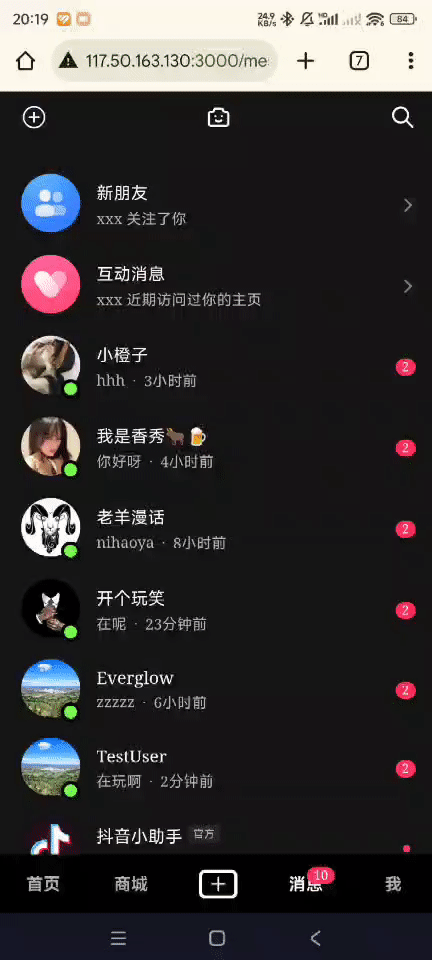 20:19
24.9 KB/s
84
117.50.163.130:3000/me
7
新朋友
xxx 关注了你
互动消息
xxx 近期访问过你的主页
小橙子
hhh · 3小时前
2
我是香秀🐂🍺
你好呀 · 4小时前
2
老羊漫话
nihaoya · 8小时前
2
开个玩笑
在呢 · 23分钟前
2
Everglow
zzzzz · 6小时前
2
TestUser
在玩啊 · 2分钟前
2
抖音小助手 官方
首页 商城 消息 10 我